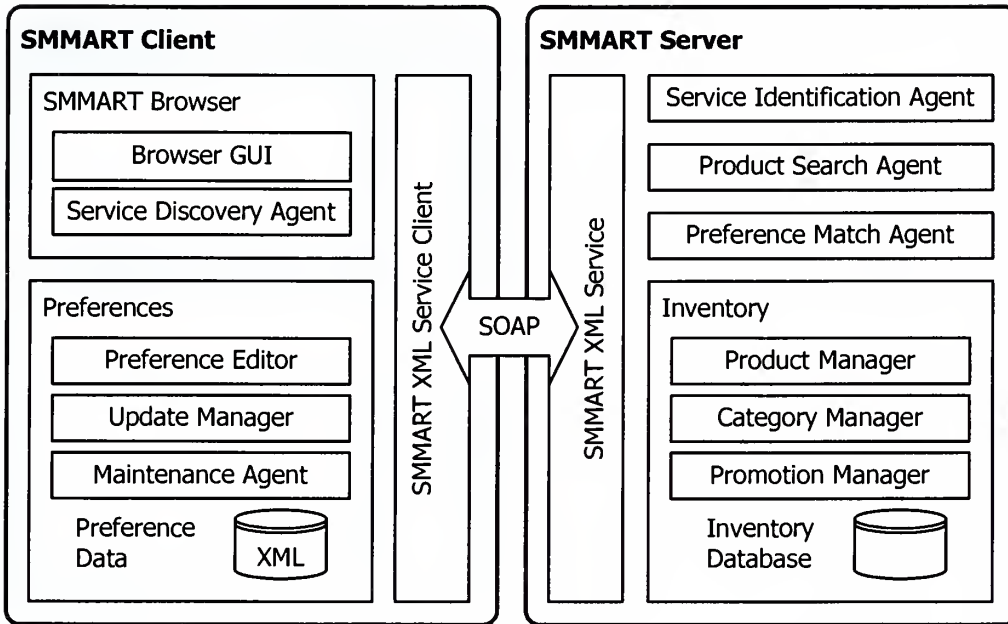 SMMART Client
SMMART Browser
Browser GUI
Service Discovery Agent
Preferences
Preference Editor
Update Manager
Maintenance Agent
Preference
Data
XML
SMMART XML Service Client
SOAP
SMMART Server
SMMART XML Service
Service Identification Agent
Product Search Agent
Preference Match Agent
Inventory
Product Manager
Category Manager
Promotion Manager
Inventory
Database